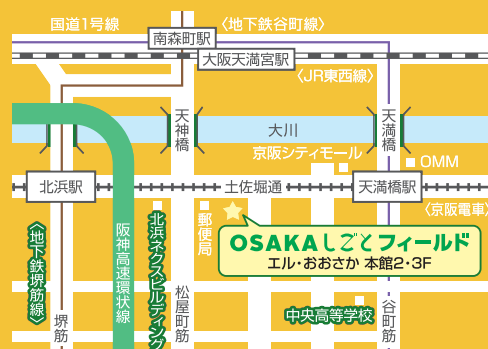 国道1号線
〈地下鉄谷町線〉
南森町駅
大阪天満宮駅
〈JR東西線〉
天神橋
大川
天満橋
京阪シティモール
OMM
北浜駅
土佐堀通
天満橋駅
〈京阪電車〉
〈地下鉄堺筋線〉
阪神高速環状線
北浜ネクスビルディング
郵便局
OSAKAしごとフィールド
エル・おおさか 本館2・3F
堺筋
松屋町筋
中央高等学校
谷町筋